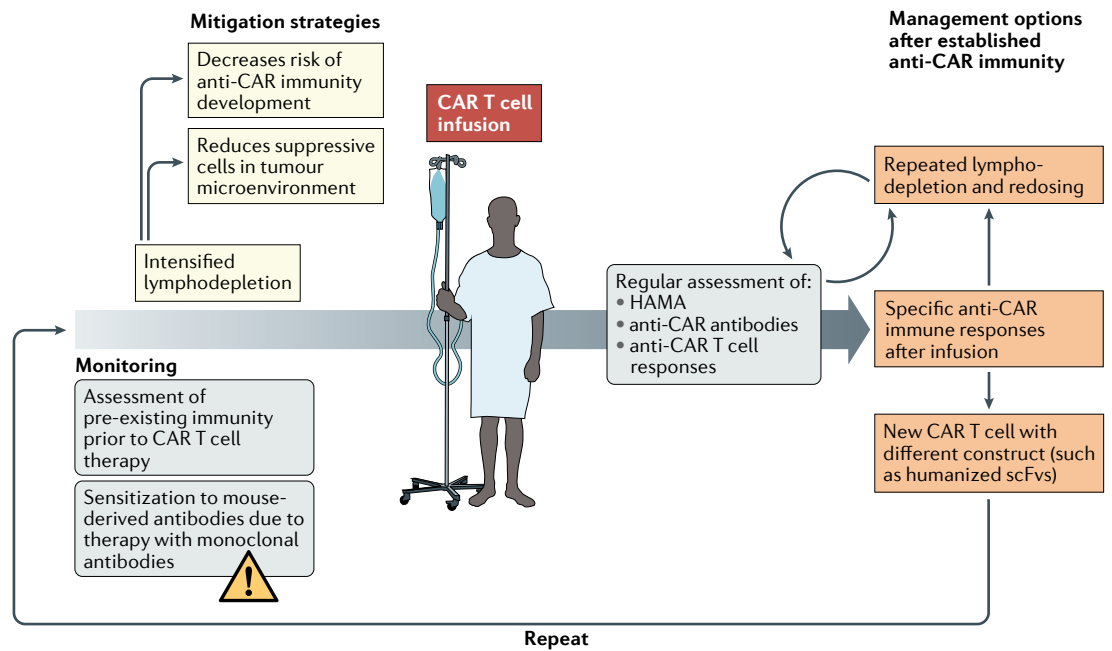 Mitigation strategies
Decreases risk of
anti-CAR immunity
development
Reduces suppressive
cells in tumour
microenvironment
Intensified
lymphodepletion
Monitoring
Assessment of
pre-existing immunity
prior to CAR T cell
therapy
Sensitization to mouse-
derived antibodies due to
therapy with monoclonal
antibodies
!
CAR T cell
infusion
Regular assessment of:
• HAMA
• anti-CAR antibodies
• anti-CAR T cell
responses
Management options
after established
anti-CAR immunity
Repeated lympho-
depletion and redosing
Specific anti-CAR
immune responses
after infusion
New CAR T cell with
different construct (such
as humanized scFvs)
Repeat